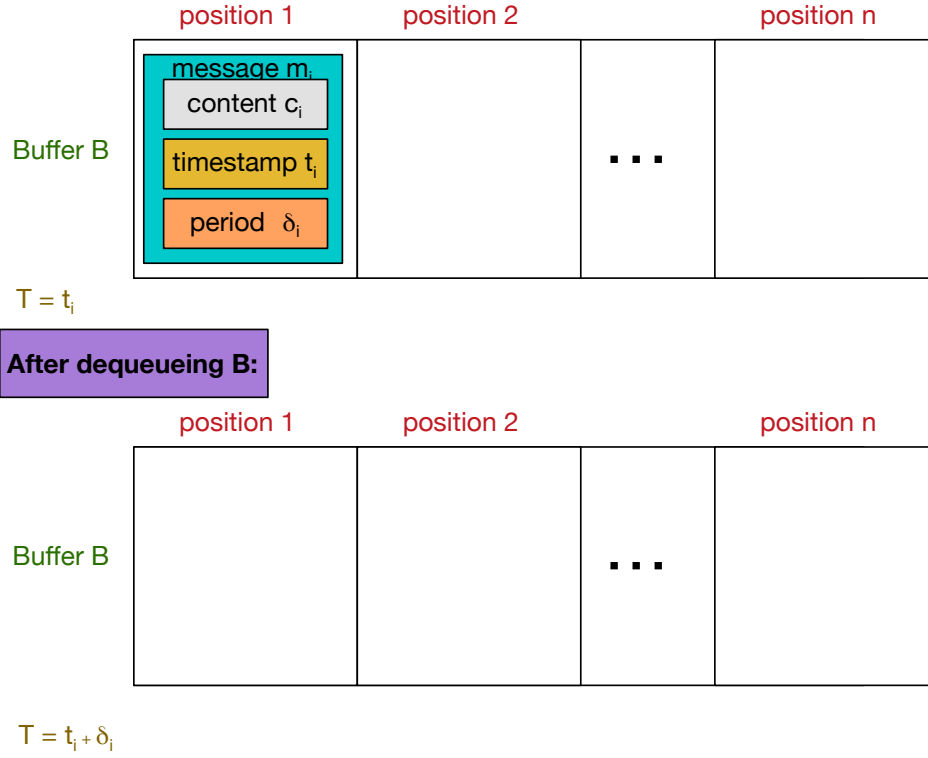 position 1 position 2 position n
message mᵢ
content cᵢ
Buffer B timestamp tᵢ ...
period δᵢ
T = tᵢ
After dequeueing B:
position 1 position 2 position n
Buffer B ...
T = tᵢ + δᵢ